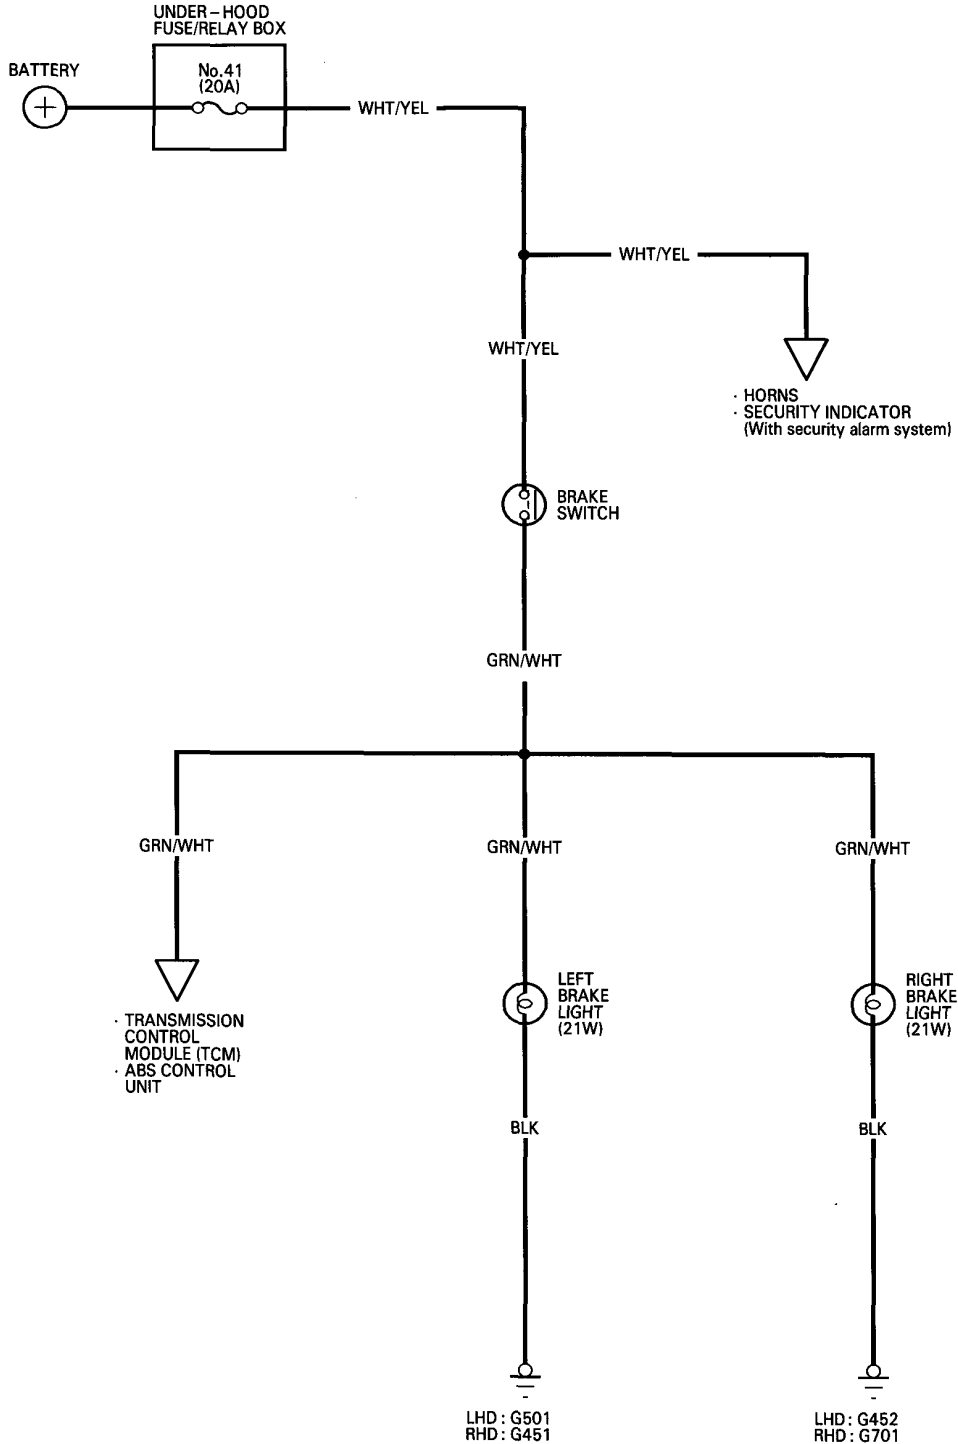 UNDER-HOOD
FUSE/RELAY BOX
BATTERY
No.41
(20A)
WHT/YEL
WHT/YEL
WHT/YEL
· HORNS
· SECURITY INDICATOR
(With security alarm system)
BRAKE
SWITCH
GRN/WHT
GRN/WHT
GRN/WHT
GRN/WHT
LEFT
BRAKE
LIGHT
(21W)
RIGHT
BRAKE
LIGHT
(21W)
· TRANSMISSION
CONTROL
MODULE (TCM)
· ABS CONTROL
UNIT
BLK
BLK
LHD : G501
RHD : G451
LHD : G452
RHD : G701